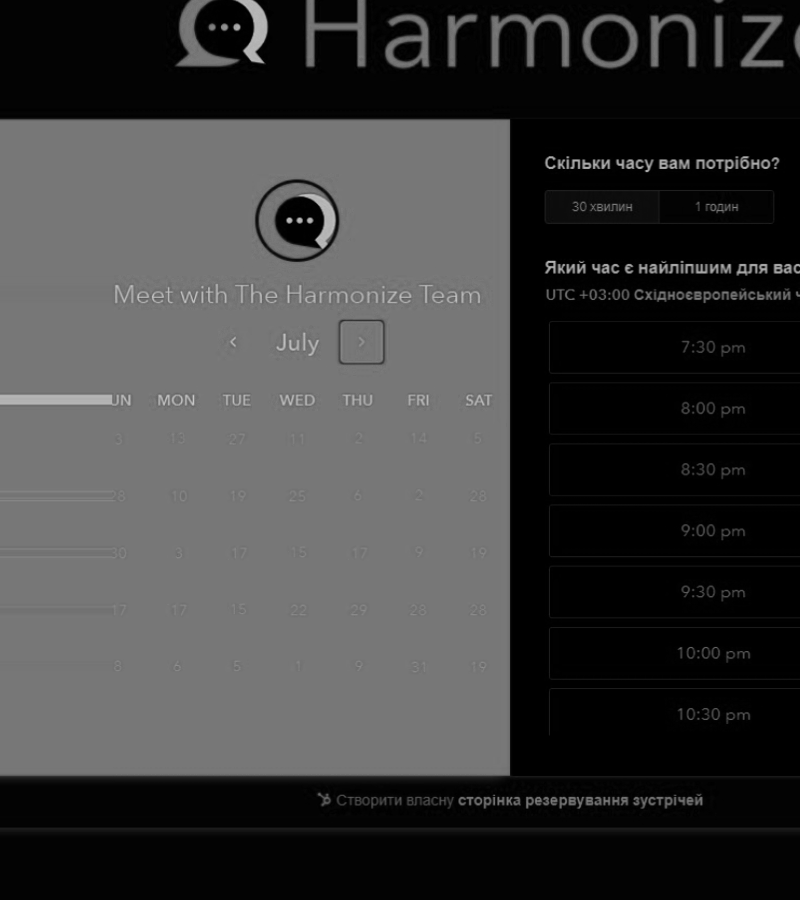 Harmonize
Meet with The Harmonize Team
July
UN MON TUE WED THU FRI SAT
3 13 27 11 2 14 5
28 10 19 25 6 2 28
30 3 17 15 17 9 19
17 17 15 22 29 28 28
8 6 5 1 9 31 19
Скільки часу вам потрібно?
30 хвилин 1 годин
Який час є найліпшим для вас
UTC +03:00 Східноєвропейський
7:30 pm
8:00 pm
8:30 pm
9:00 pm
9:30 pm
10:00 pm
10:30 pm
Створити власну сторінка резервування зустрічей